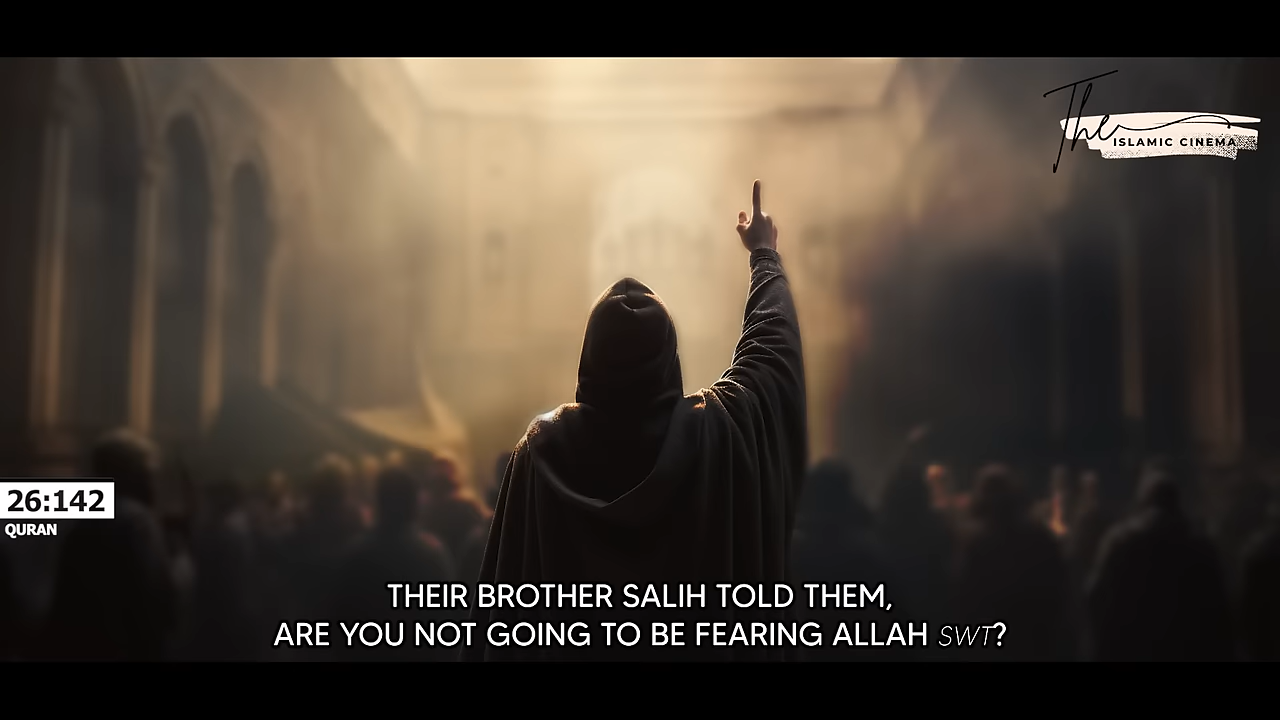 The
ISLAMIC CINEMA
26:142
QURAN
THEIR BROTHER SALIH TOLD THEM,
ARE YOU NOT GOING TO BE FEARING ALLAH SWT?